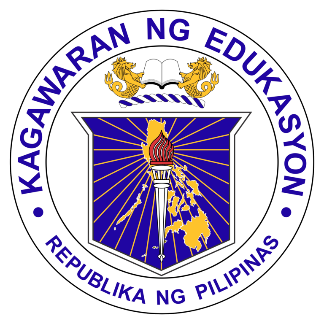 KAGAWARAN NG EDUKASYON
REPUBLIKA NG PILIPINAS